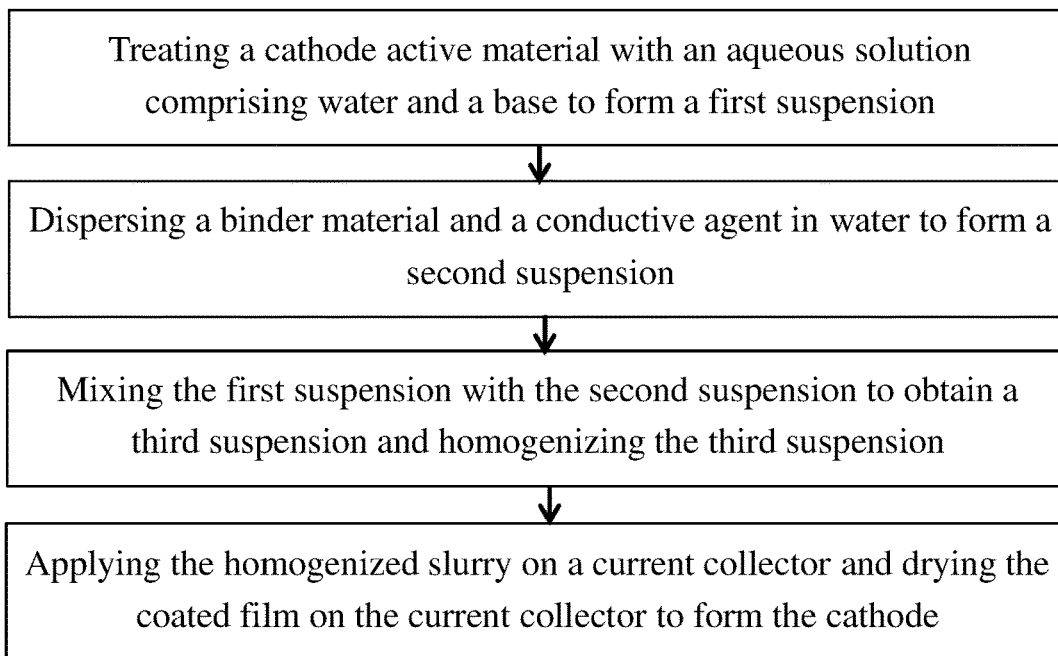 Treating a cathode active material with an aqueous solution
comprising water and a base to form a first suspension
Dispersing a binder material and a conductive agent in water to form a
second suspension
Mixing the first suspension with the second suspension to obtain a
third suspension and homogenizing the third suspension
Applying the homogenized slurry on a current collector and drying the
coated film on the current collector to form the cathode